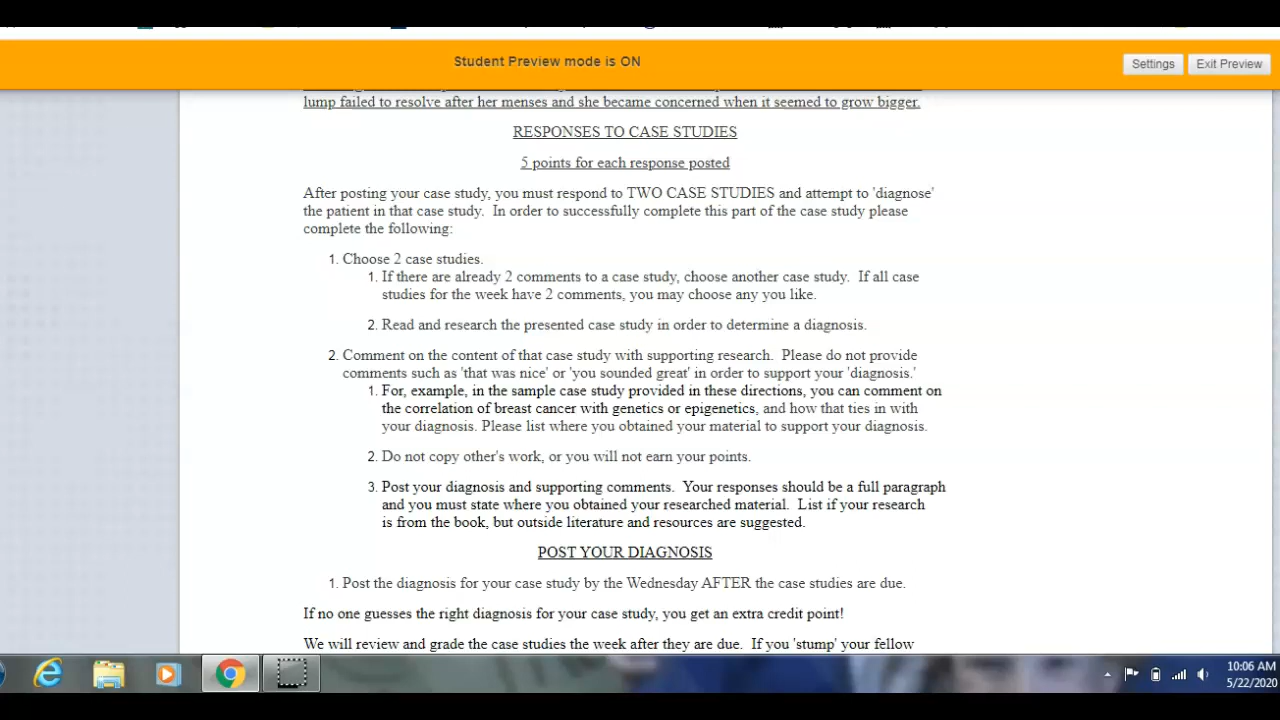 Student Preview mode is ON
Settings
Exit Preview
lump failed to resolve after her menses and she became concerned when it seemed to grow bigger.
RESPONSES TO CASE STUDIES
5 points for each response posted
After posting your case study, you must respond to TWO CASE STUDIES and attempt to 'diagnose'
the patient in that case study.  In order to successfully complete this part of the case study please
complete the following:
1. Choose 2 case studies.
1. If there are already 2 comments to a case study, choose another case study.  If all case
studies for the week have 2 comments, you may choose any you like.
2. Read and research the presented case study in order to determine a diagnosis.
2. Comment on the content of that case study with supporting research.  Please do not provide
comments such as 'that was nice' or 'you sounded great' in order to support your 'diagnosis.'
1. For, example, in the sample case study provided in these directions, you can comment on
the correlation of breast cancer with genetics or epigenetics, and how that ties in with
your diagnosis. Please list where you obtained your material to support your diagnosis.
2. Do not copy other's work, or you will not earn your points.
3. Post your diagnosis and supporting comments.  Your responses should be a full paragraph
and you must state where you obtained your researched material.  List if your research
is from the book, but outside literature and resources are suggested.
POST YOUR DIAGNOSIS
1. Post the diagnosis for your case study by the Wednesday AFTER the case studies are due.
If no one guesses the right diagnosis for your case study, you get an extra credit point!
We will review and grade the case studies the week after they are due.  If you 'stump' your fellow
10:06 AM
5/22/2020